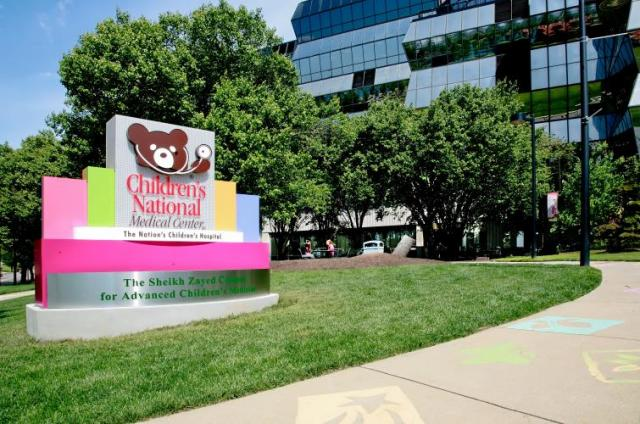 Children's
National
Medical Center
The Nation's Children's Hospital
The Sheikh Zayed Campus
for Advanced Children's Medicine